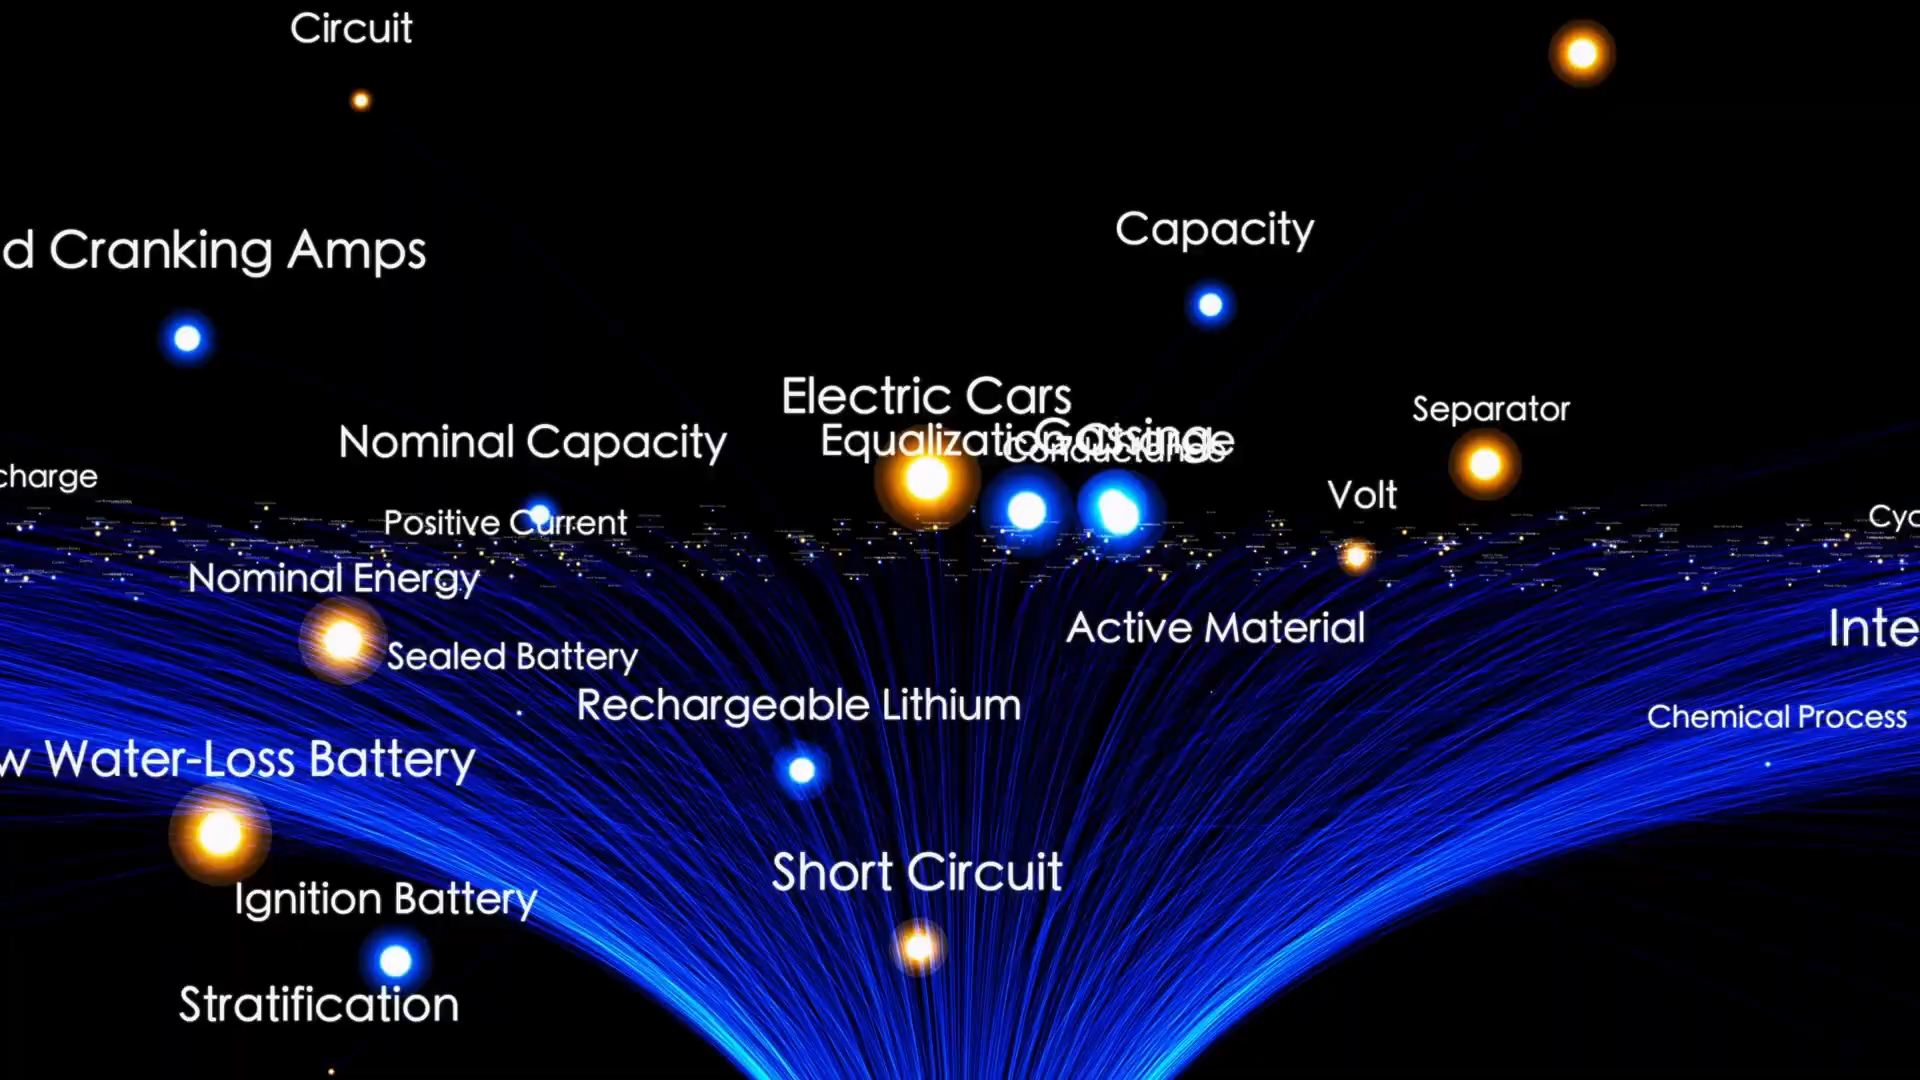 Circuit
Capacity
d Cranking Amps
Electric Cars
Separator
Nominal Capacity
Equalization
charge
Volt
Positive Current
Cyc
Nominal Energy
Active Material
Inte
Sealed Battery
Rechargeable Lithium
Chemical Process
w Water-Loss Battery
Short Circuit
Ignition Battery
Stratification